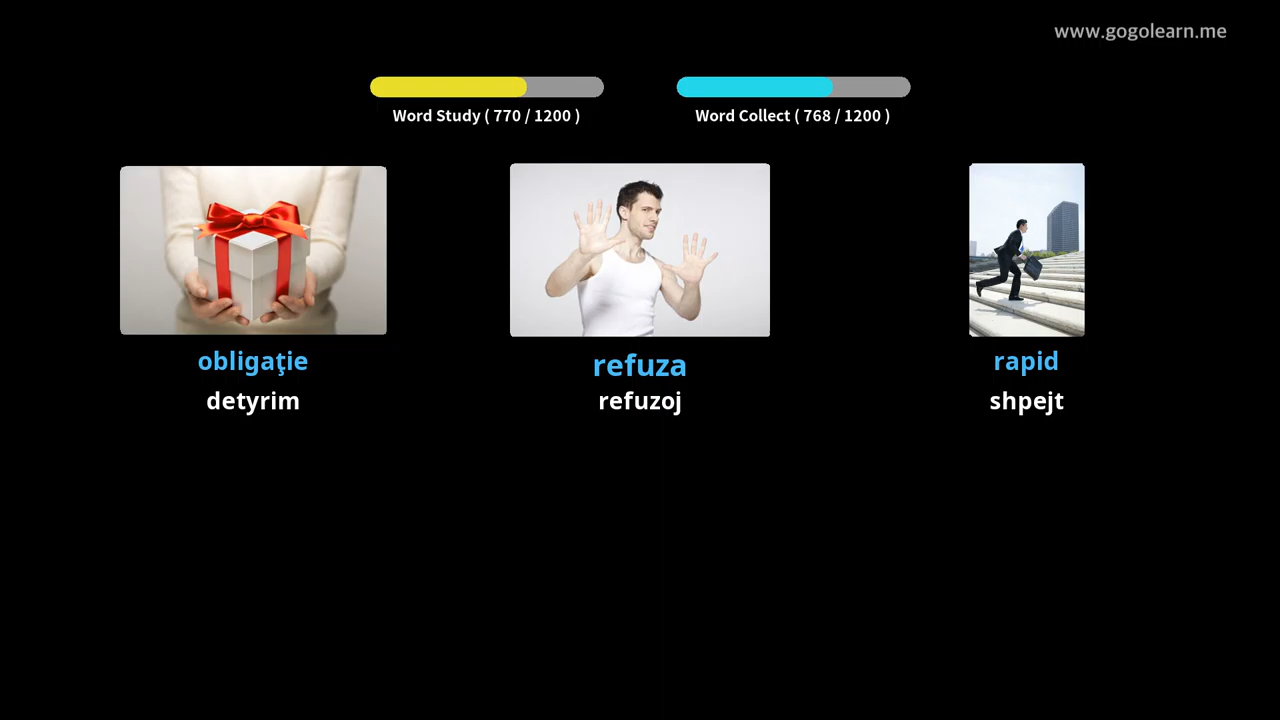 www.gogolearn.me
Word Study ( 770 / 1200 )
Word Collect ( 768 / 1200 )
obligaţie
refuza
rapid
detyrim
refuzoj
shpejt